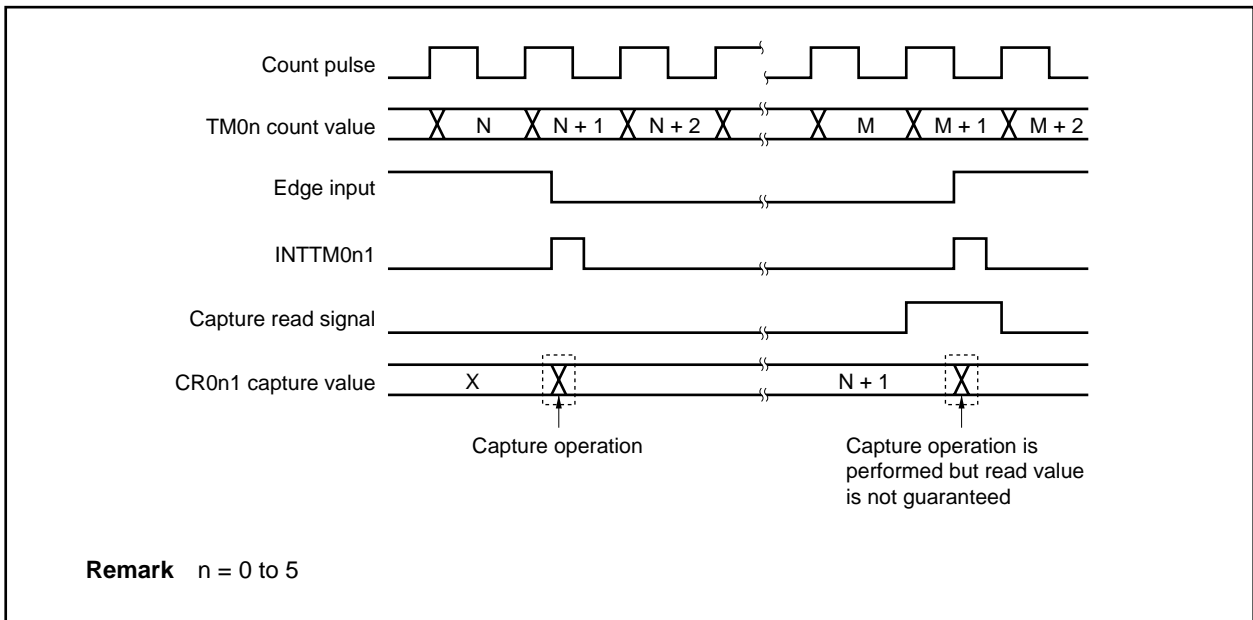 Count pulse
TM0n count value
N
N + 1
N + 2
M
M + 1
M + 2
Edge input
INTTM0n1
Capture read signal
CR0n1 capture value
X
N + 1
Capture operation
Capture operation is
performed but read value
is not guaranteed
Remark n = 0 to 5